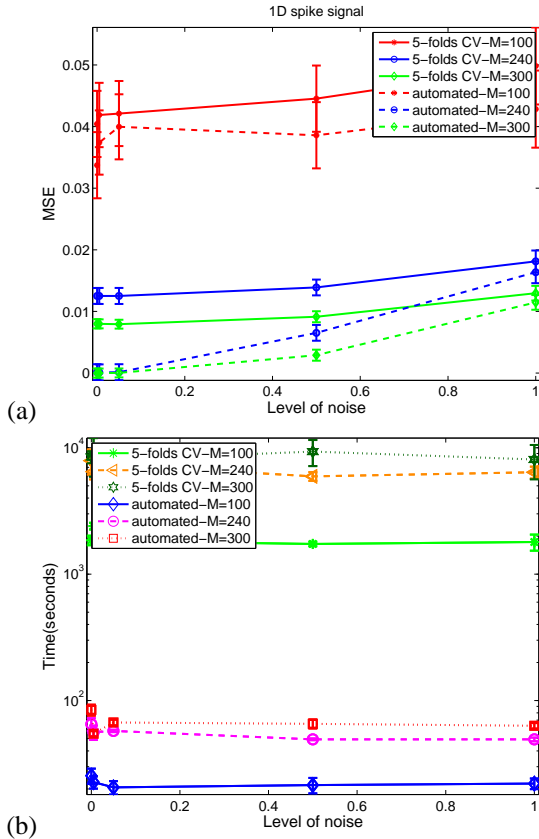 1D spike signal
5-folds CV-M=100
5-folds CV-M=240
5-folds CV-M=300
automated-M=100
automated-M=240
automated-M=300
0.05
0.04
0.03
0.02
0.01
0
MSE
0 0.2 0.4 0.6 0.8 1
Level of noise
(a)
5-folds CV-M=100
5-folds CV-M=240
5-folds CV-M=300
automated-M=100
automated-M=240
automated-M=300
10^4
10^3
10^2
Time(seconds)
0 0.2 0.4 0.6 0.8 1
Level of noise
(b)